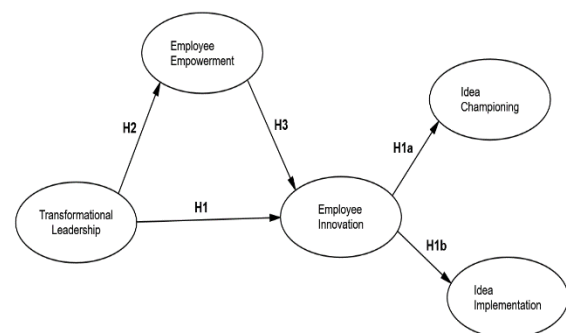 Employee
Empowerment
Idea
Championing
H2
H3
H1a
Transformational
Leadership
H1
Employee
Innovation
H1b
Idea
Implementation